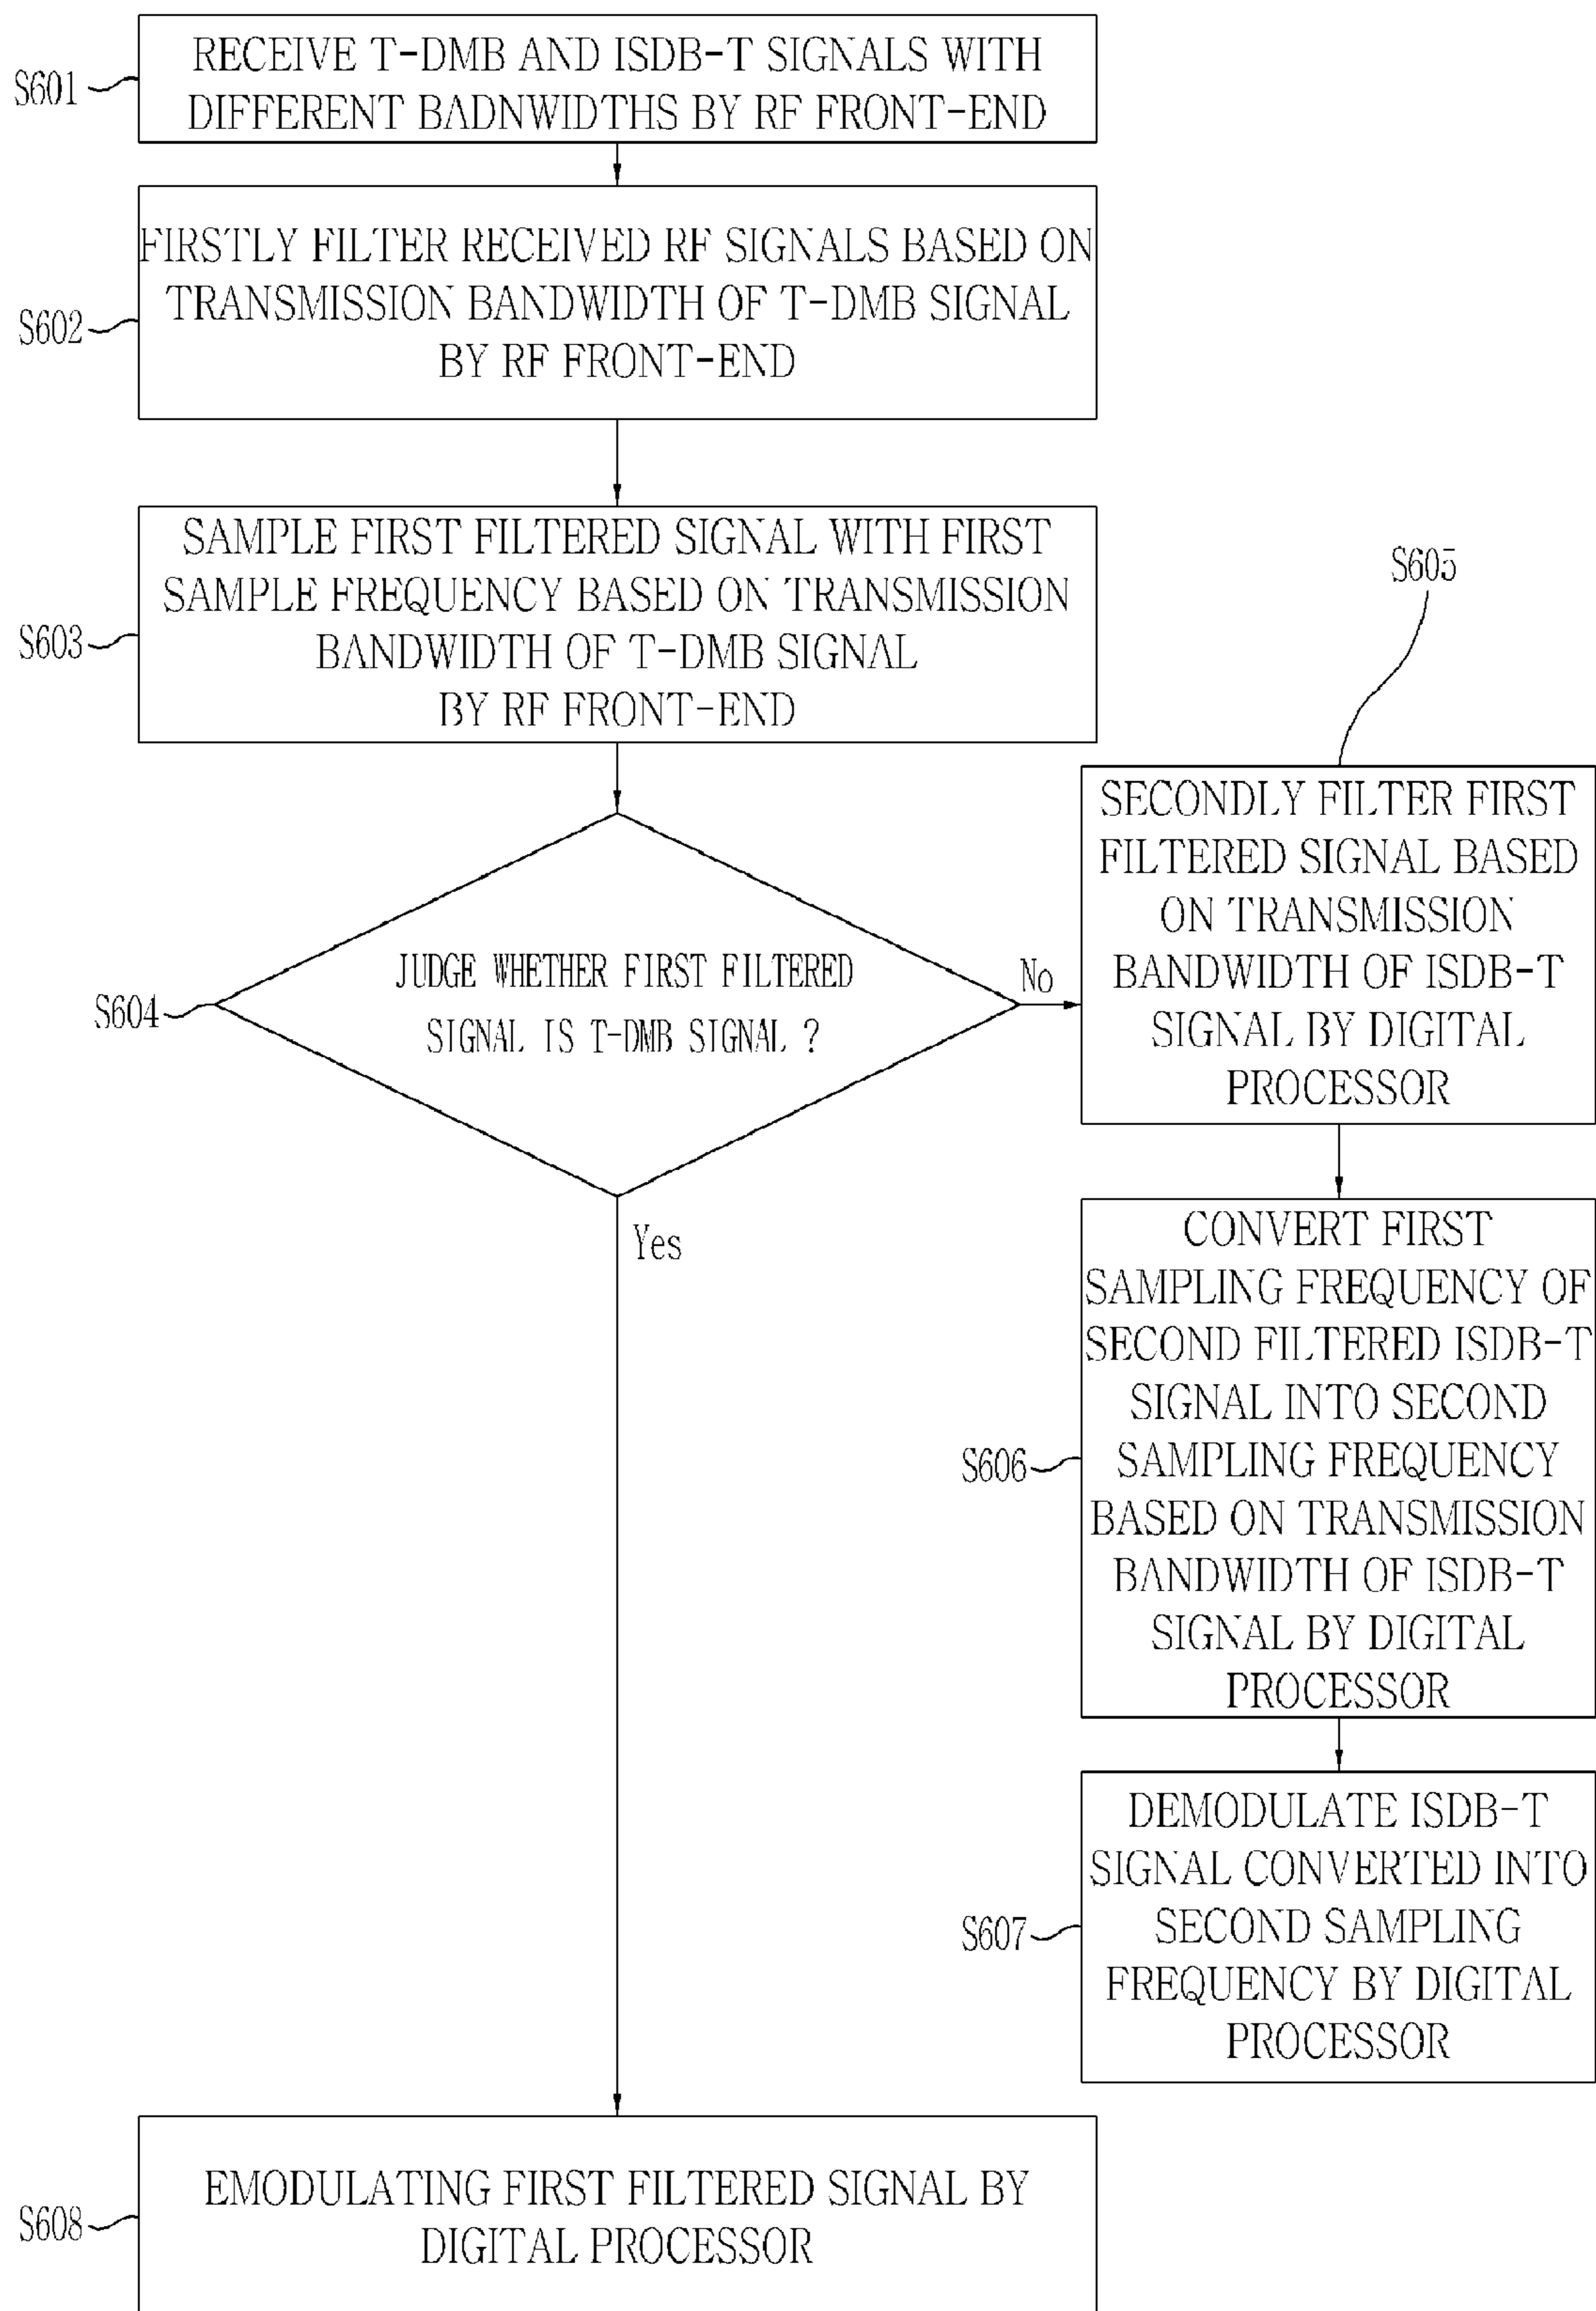 S601
RECEIVE T-DMB AND ISDB-T SIGNALS WITH
DIFFERENT BADNWIDTHS BY RF FRONT-END
S602
FIRSTLY FILTER RECEIVED RF SIGNALS BASED ON
TRANSMISSION BANDWIDTH OF T-DMB SIGNAL
BY RF FRONT-END
S603
SAMPLE FIRST FILTERED SIGNAL WITH FIRST
SAMPLE FREQUENCY BASED ON TRANSMISSION
BANDWIDTH OF T-DMB SIGNAL
BY RF FRONT-END
S604
JUDGE WHETHER FIRST FILTERED
SIGNAL IS T-DMB SIGNAL ?
No
Yes
S605
SECONDLY FILTER FIRST
FILTERED SIGNAL BASED
ON TRANSMISSION
BANDWIDTH OF ISDB-T
SIGNAL BY DIGITAL
PROCESSOR
S606
CONVERT FIRST
SAMPLING FREQUENCY OF
SECOND FILTERED ISDB-T
SIGNAL INTO SECOND
SAMPLING FREQUENCY
BASED ON TRANSMISSION
BANDWIDTH OF ISDB-T
SIGNAL BY DIGITAL
PROCESSOR
S607
DEMODULATE ISDB-T
SIGNAL CONVERTED INTO
SECOND SAMPLING
FREQUENCY BY DIGITAL
PROCESSOR
S608
EMODULATING FIRST FILTERED SIGNAL BY
DIGITAL PROCESSOR